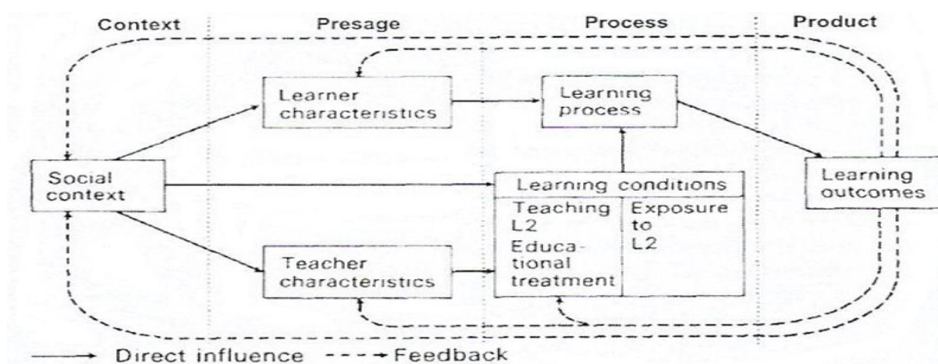 Context Presage Process Product
Learner
characteristics
Learning
process
Social
context
Learning conditions
Teaching
L2
Educa-
tional
treatment
Exposure
to
L2
Learning
outcomes
Teacher
characteristics
Direct influence Feedback